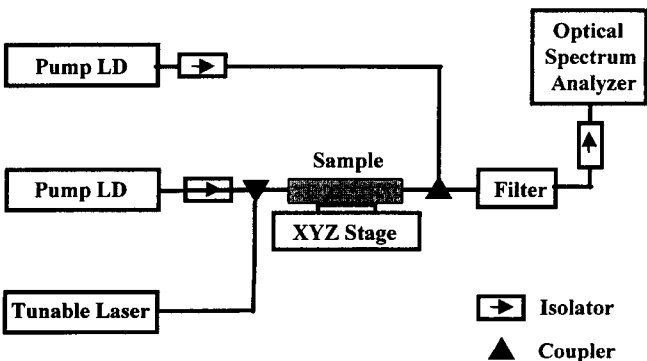 Optical
Spectrum
Analyzer
Pump LD
Sample
Pump LD
Filter
XYZ Stage
Tunable Laser
Isolator
Coupler